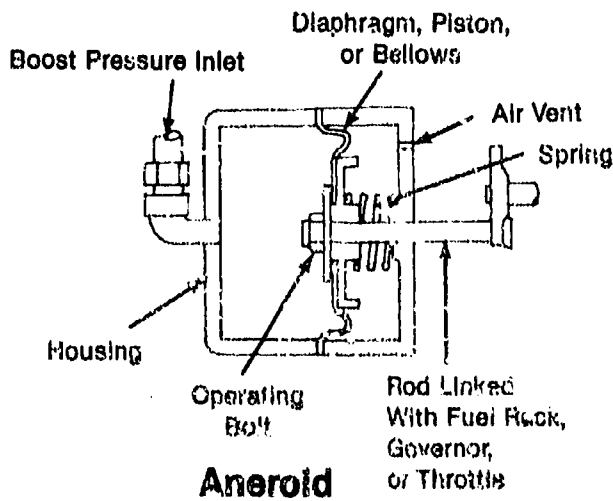 Diaphragm, Piston,
or Bellows
Boost Pressure Inlet
Air Vent
Spring
Housing
Operating
Bolt
Rod Linked
With Fuel Rack,
Governor,
or Throttle
Aneroid